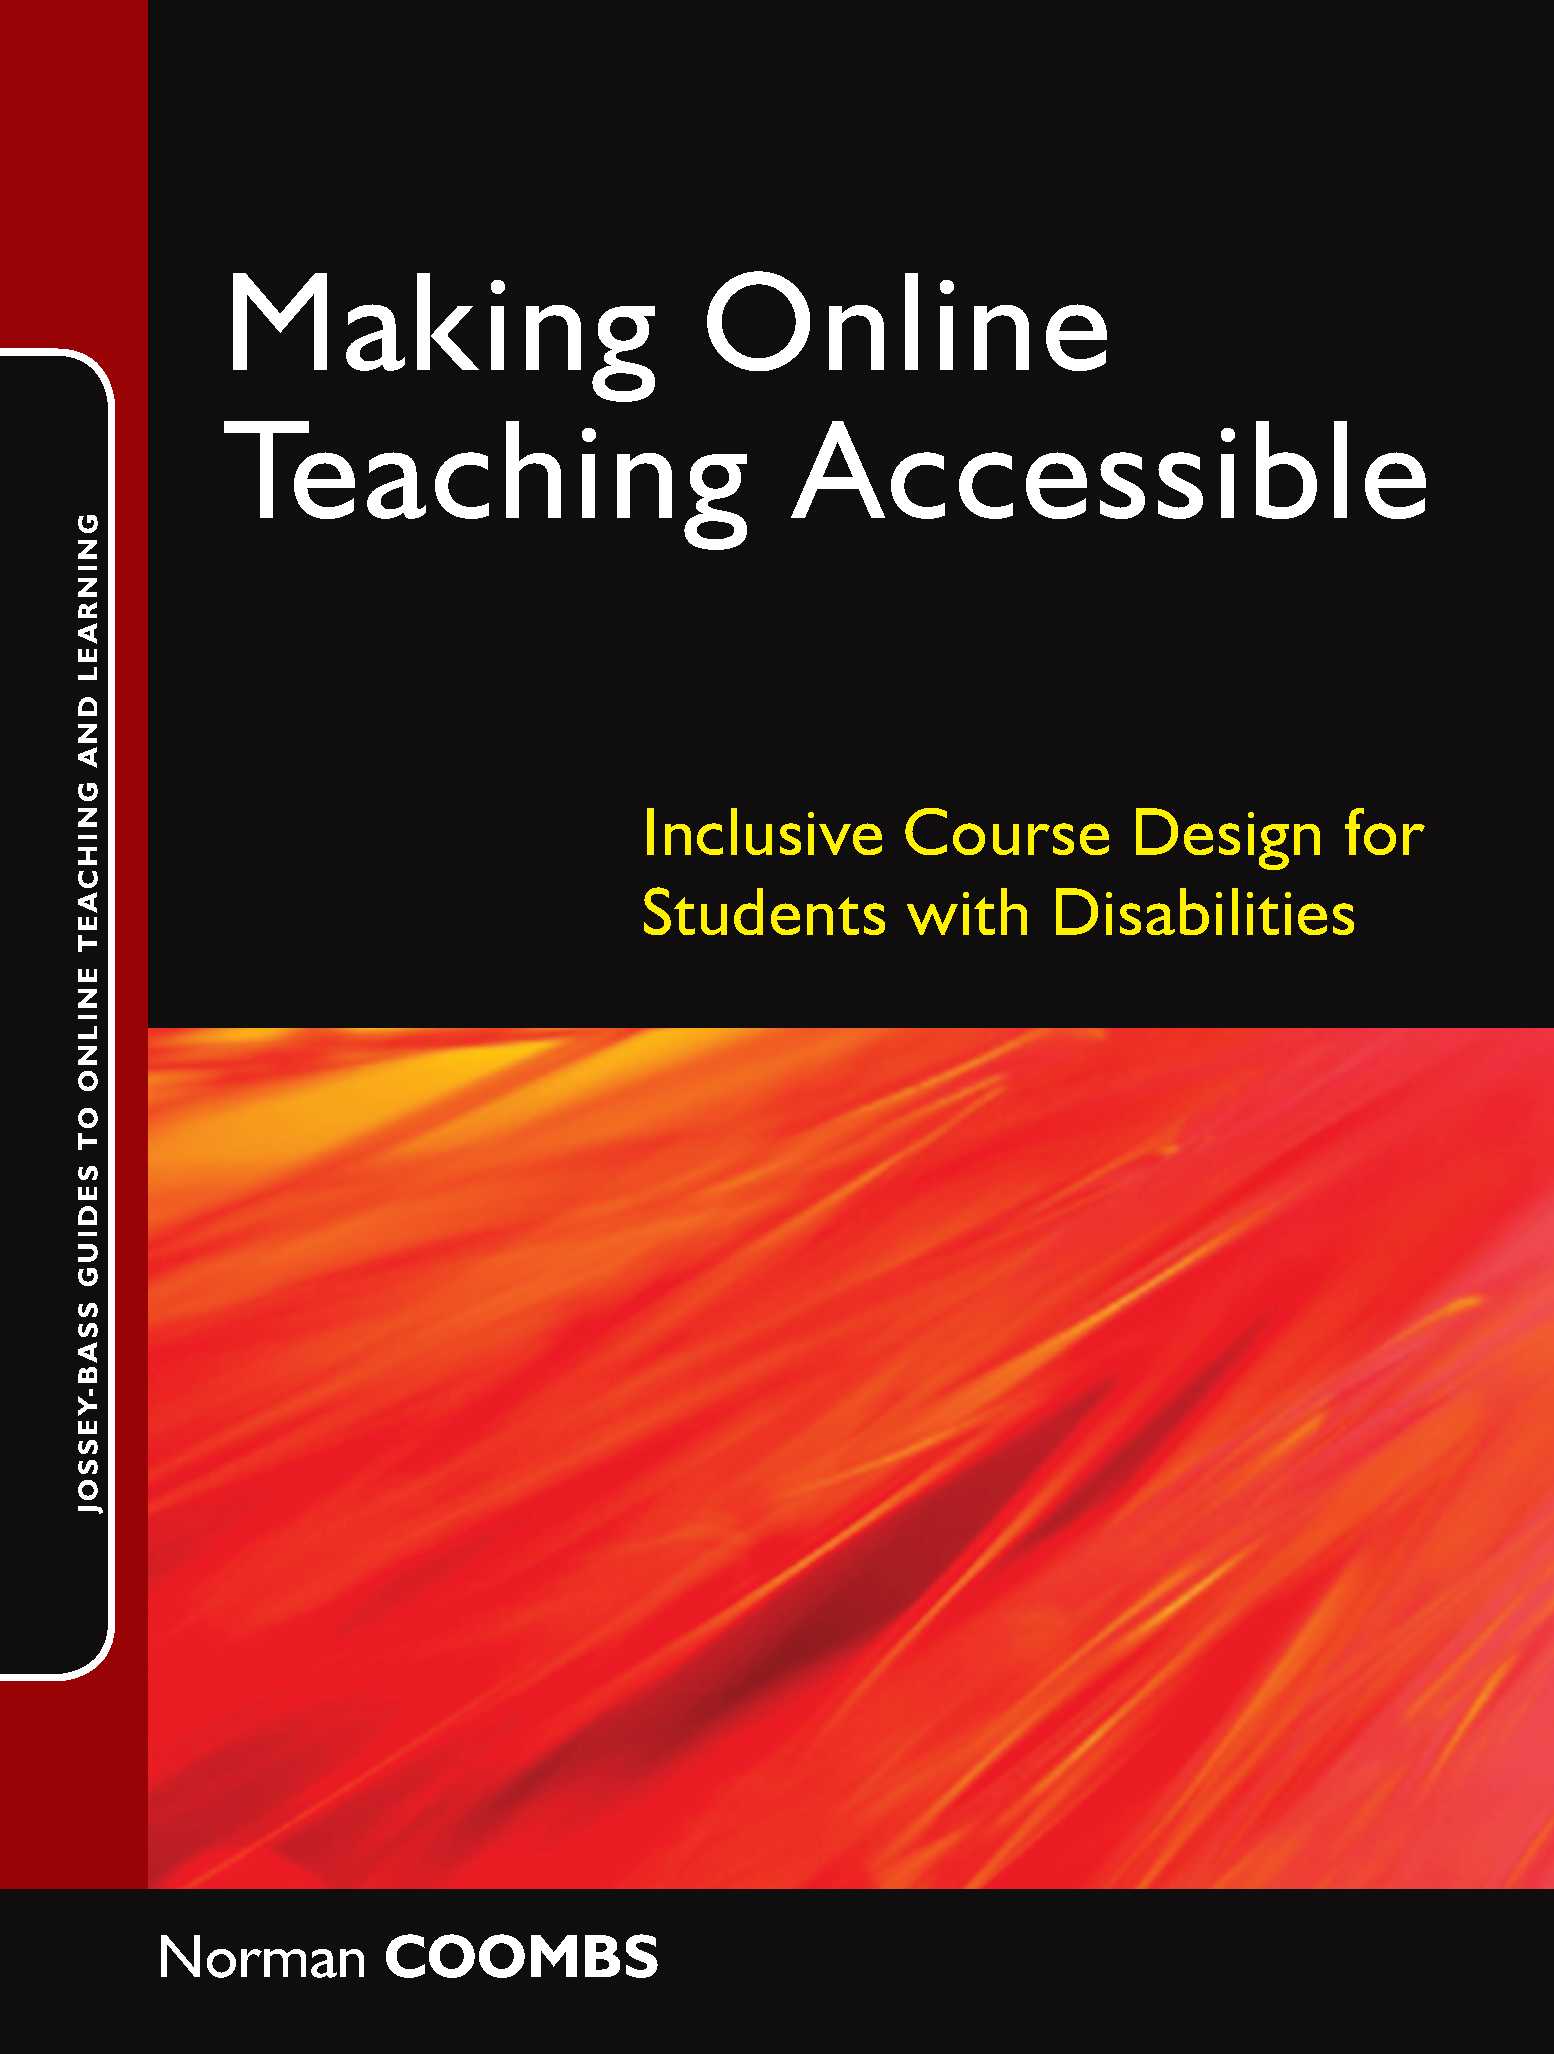 Making Online
Teaching Accessible
Inclusive Course Design for
Students with Disabilities
JOSSEY-BASS GUIDES TO ONLINE TEACHING AND LEARNING
Norman COOMBS